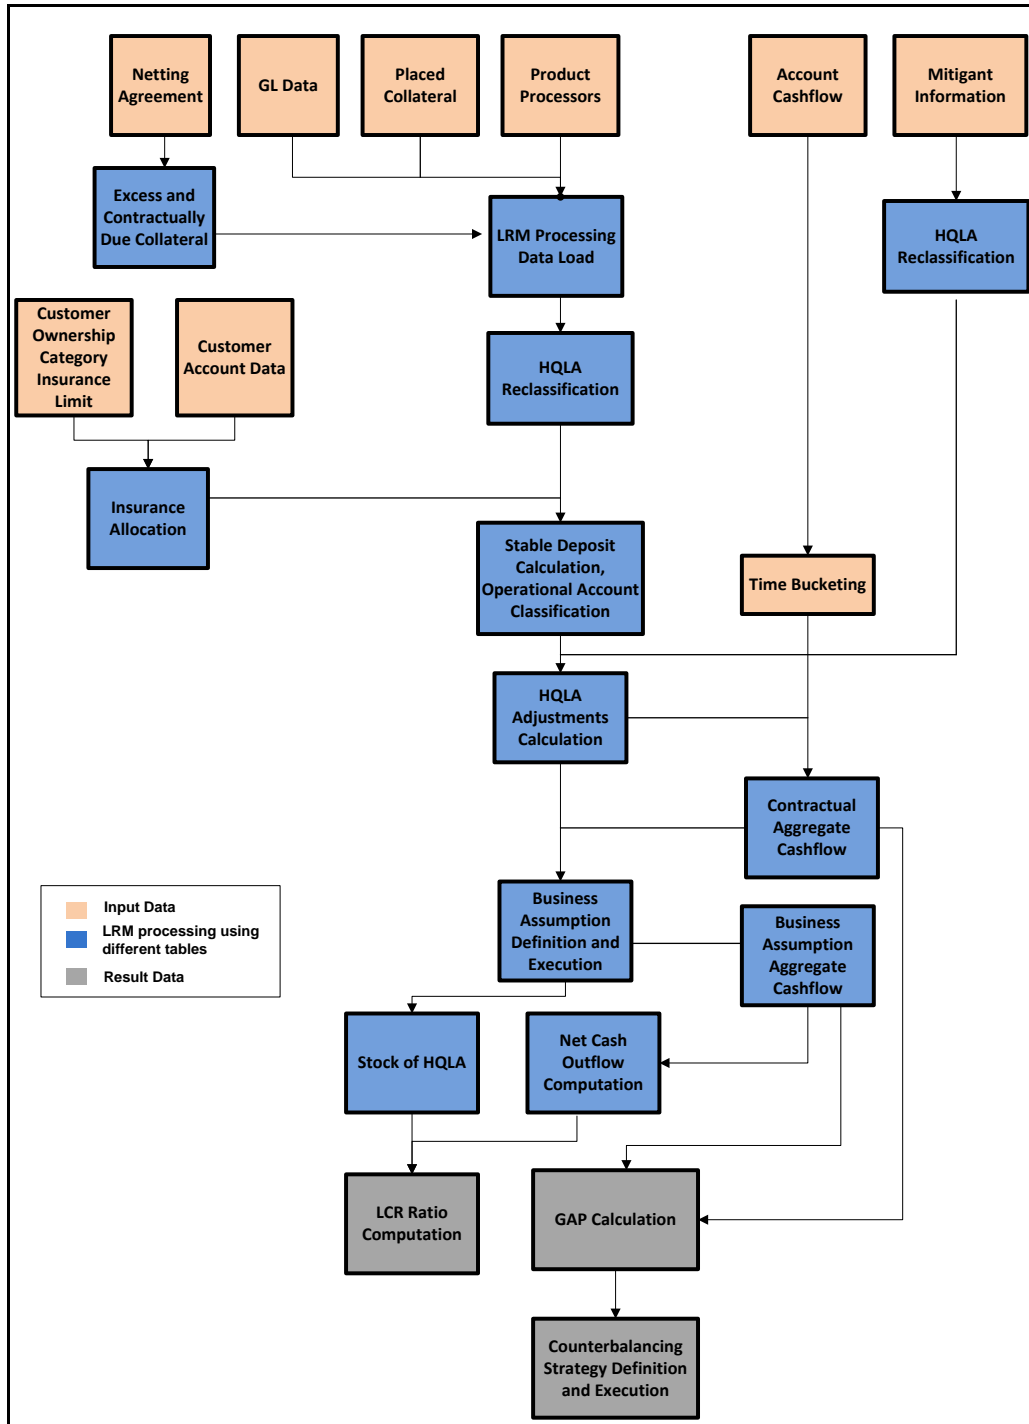 Netting
Agreement
GL Data
Placed
Collateral
Product
Processors
Account
Cashflow
Mitigant
Information
Excess and
Contractually
Due Collateral
LRM Processing
Data Load
HQLA
Reclassification
Customer
Ownership
Category
Insurance
Limit
Customer
Account Data
HQLA
Reclassification
Insurance
Allocation
Stable Deposit
Calculation,
Operational Account
Classification
Time Bucketing
HQLA
Adjustments
Calculation
Contractual
Aggregate
Cashflow
Input Data
LRM processing using
different tables
Result Data
Business
Assumption
Definition and
Execution
Business
Assumption
Aggregate
Cashflow
Stock of HQLA
Net Cash
Outflow
Computation
LCR Ratio
Computation
GAP Calculation
Counterbalancing
Strategy Definition
and Execution